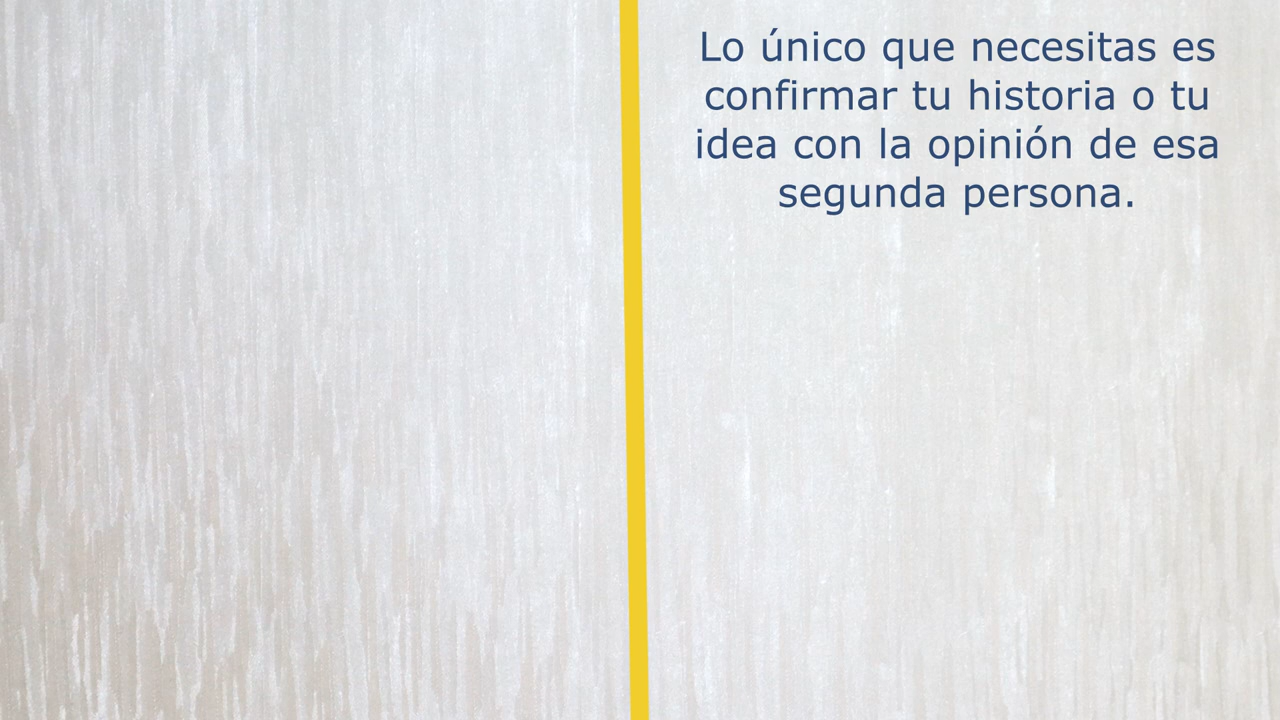 Lo único que necesitas es
confirmar tu historia o tu
idea con la opinión de esa
segunda persona.